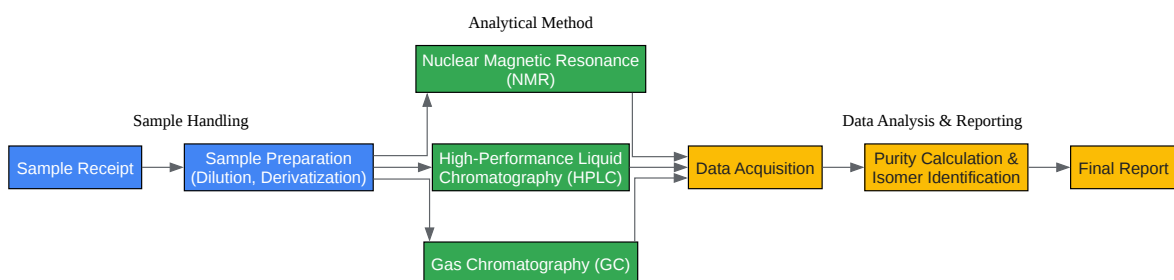 Analytical Method
Nuclear Magnetic Resonance
(NMR)
Sample Handling
Data Analysis & Reporting
Sample Receipt
Sample Preparation
(Dilution, Derivatization)
High-Performance Liquid
Chromatography (HPLC)
Data Acquisition
Purity Calculation &
Isomer Identification
Final Report
Gas Chromatography (GC)